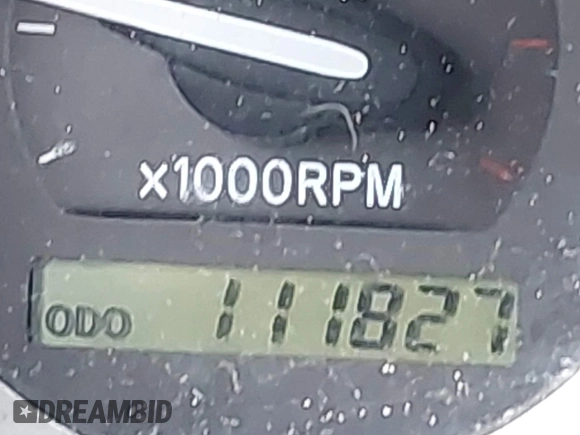 x1000RPM
ODO 111827
DREAMBID